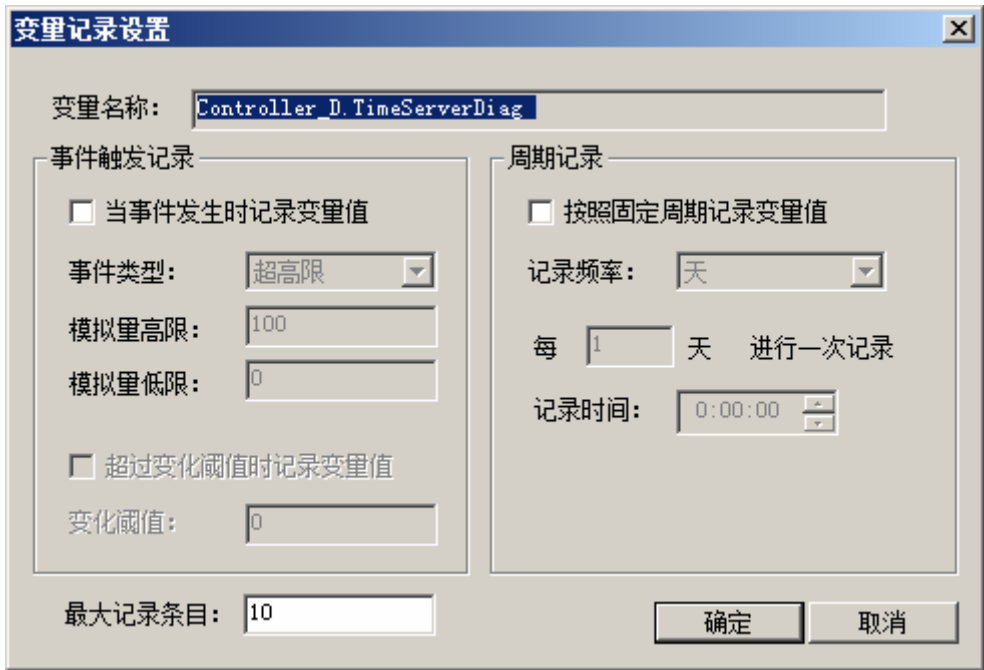 变量记录设置
变量名称： Controller_D.TimeServerDiag
事件触发记录
当事件发生时记录变量值
事件类型： 超高限
模拟量高限： 100
模拟量低限： 0
超过变化阈值时记录变量值
变化阈值： 0
周期记录
按照固定周期记录变量值
记录频率： 天
每 1 天 进行一次记录
记录时间： 0:00:00
最大记录条目： 10
确定 取消